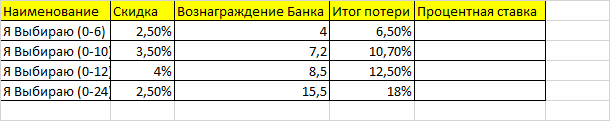 Наименование Скидка Вознаграждение Банка Итог потери Процентная ставка
Я Выбираю (0-6) 2,50% 4 6,50%
Я Выбираю (0-10) 3,50% 7,2 10,70%
Я Выбираю (0-12) 4% 8,5 12,50%
Я Выбираю (0-24) 2,50% 15,5 18%